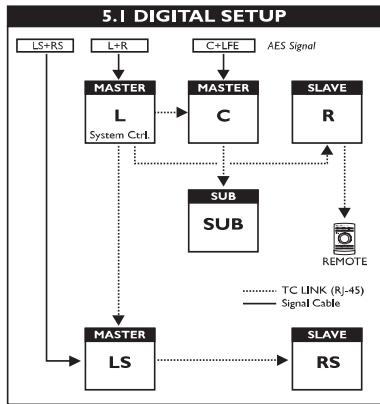 5.1 DIGITAL SETUP
LS+RS L+R C+LFE AES Signal
MASTER MASTER SLAVE
L C R
System Ctrl.
SUB
SUB
REMOTE
TC LINK (RJ-45)
Signal Cable
MASTER SLAVE
LS RS